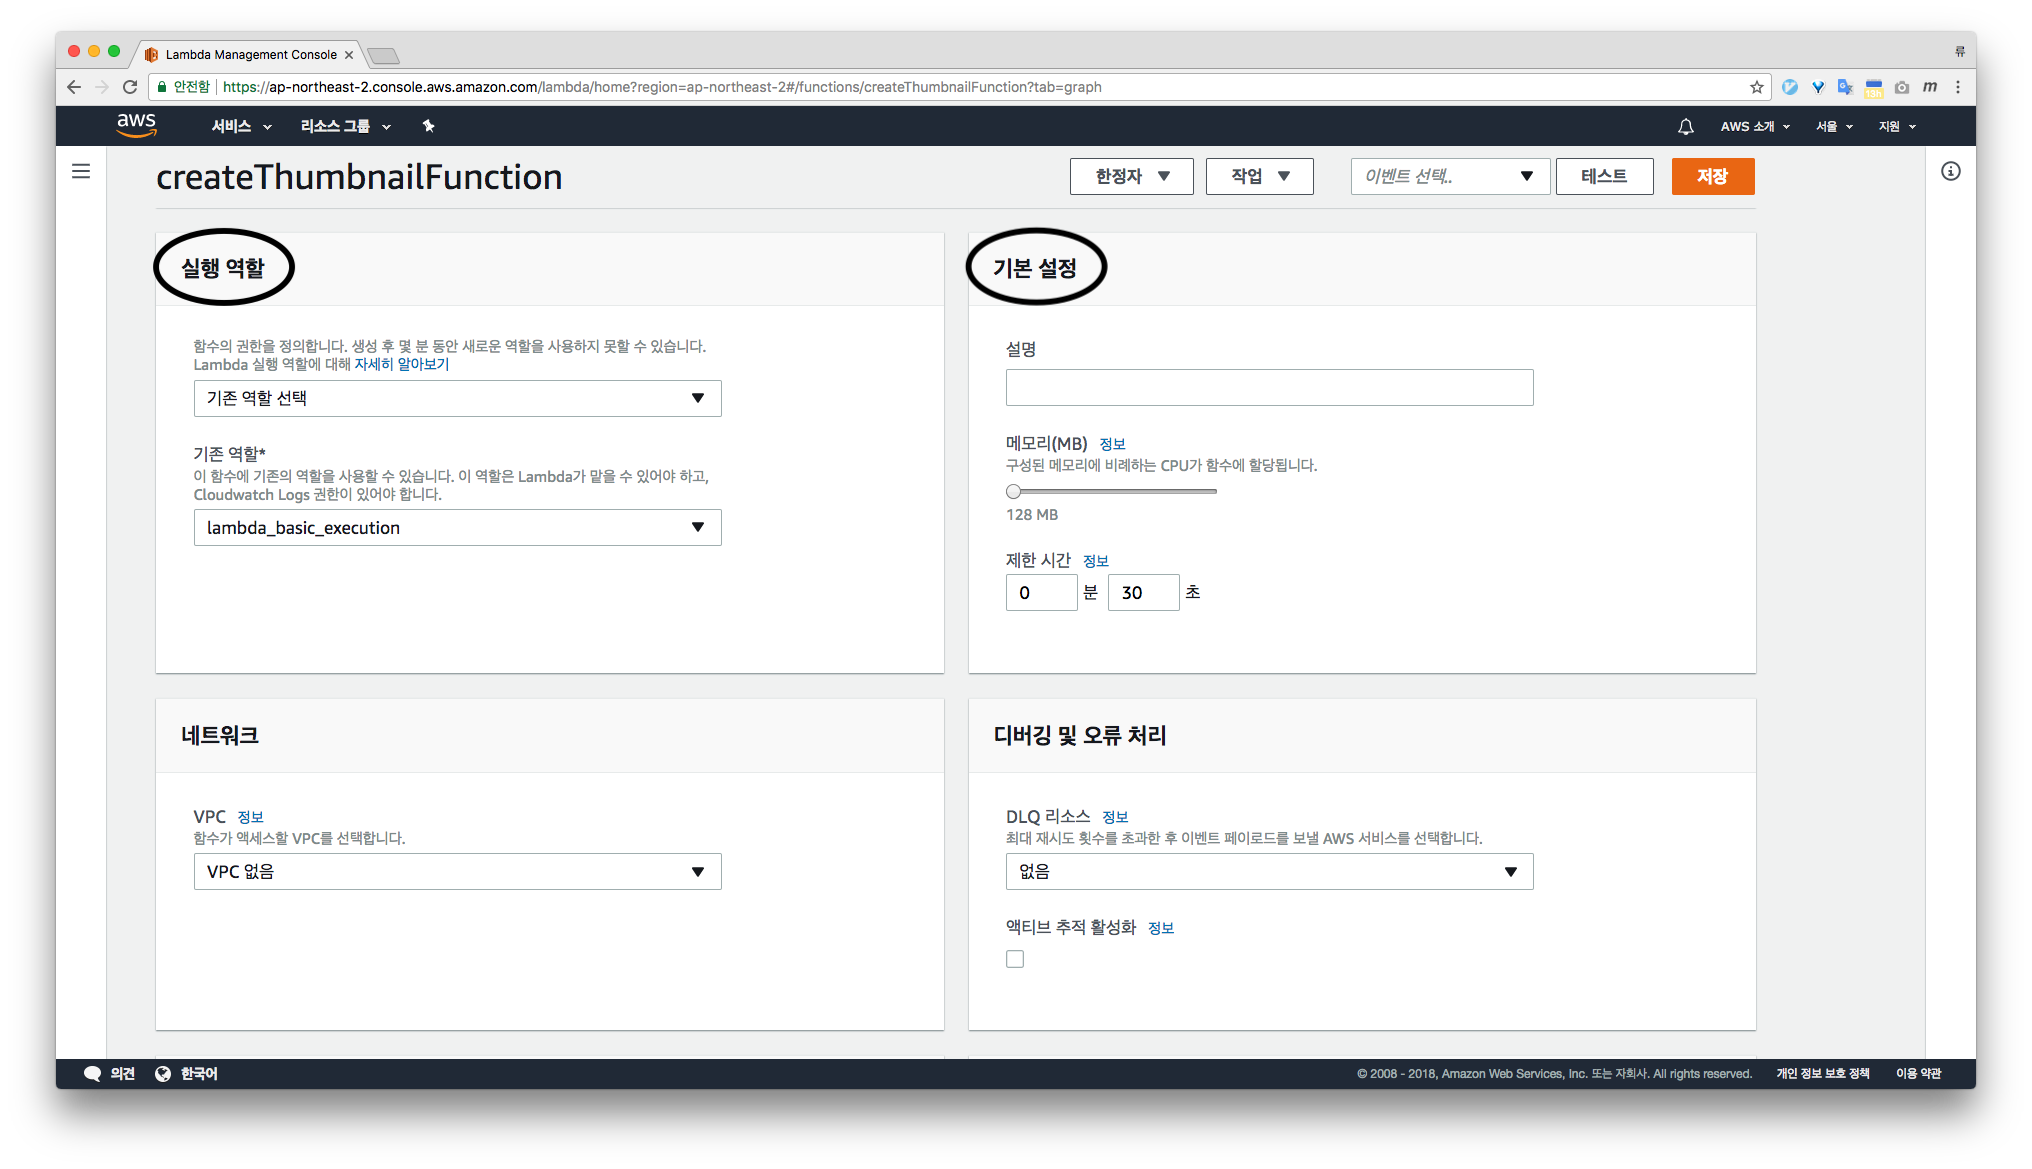 Lambda Management Console
류
안전함 https://ap-northeast-2.console.aws.amazon.com/lambda/home?region=ap-northeast-2#/functions/createThumbnailFunction?tab=graph
aws 서비스 리소스 그룹 AWS 소개 서울 지원
createThumbnailFunction 한정자 작업 이벤트 선택.. 테스트 저장
실행 역할
함수의 권한을 정의합니다. 생성 후 몇 분 동안 새로운 역할을 사용하지 못할 수 있습니다.
Lambda 실행 역할에 대해 자세히 알아보기
기존 역할 선택
기존 역할*
이 함수에 기존의 역할을 사용할 수 있습니다. 이 역할은 Lambda가 맡을 수 있어야 하고,
Cloudwatch Logs 권한이 있어야 합니다.
lambda_basic_execution
기본 설정
설명
메모리(MB) 정보
구성된 메모리에 비례하는 CPU가 함수에 할당됩니다.
128 MB
제한 시간 정보
0 분 30 초
네트워크
VPC 정보
함수가 액세스할 VPC를 선택합니다.
VPC 없음
디버깅 및 오류 처리
DLQ 리소스 정보
최대 재시도 횟수를 초과한 후 이벤트 페이로드를 보낼 AWS 서비스를 선택합니다.
없음
액티브 추적 활성화 정보
의견 한국어 © 2008 - 2018, Amazon Web Services, Inc. 또는 자회사. All rights reserved. 개인 정보 보호 정책 이용 약관